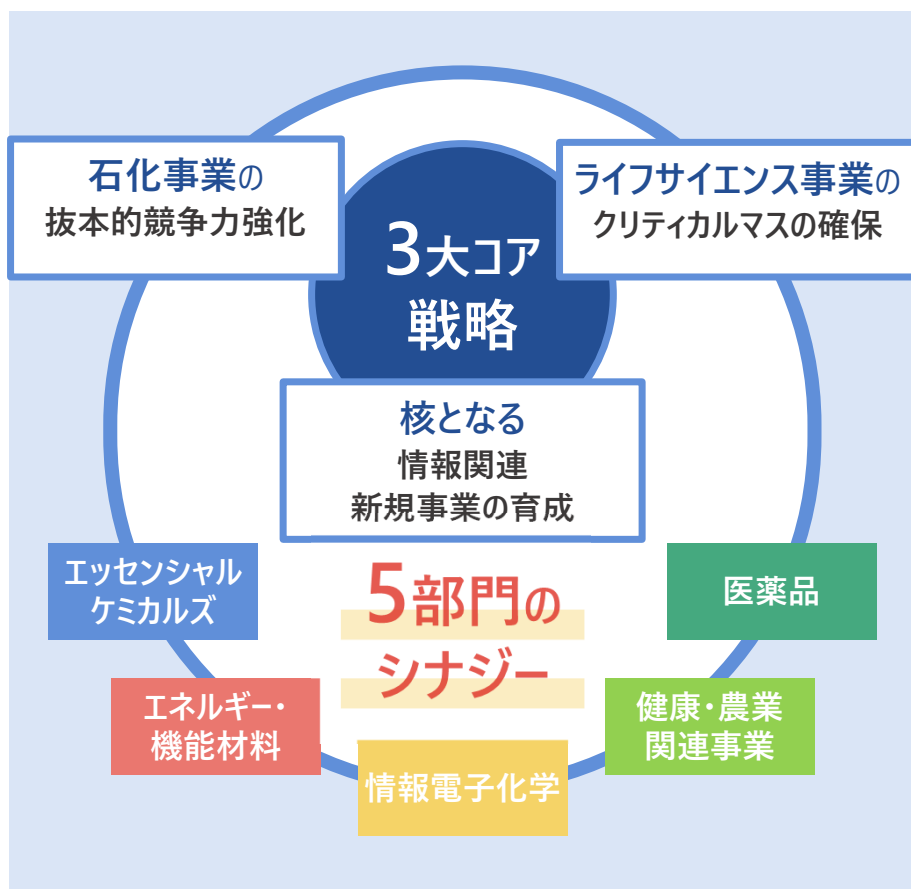 石化事業の
抜本的競争力強化
ライフサイエンス事業の
クリティカルマスの確保
3大コア
戦略
核となる
情報関連
新規事業の育成
5部門の
シナジー
エッセンシャル
ケミカルズ
エネルギー・
機能材料
情報電子化学
健康・農業
関連事業
医薬品